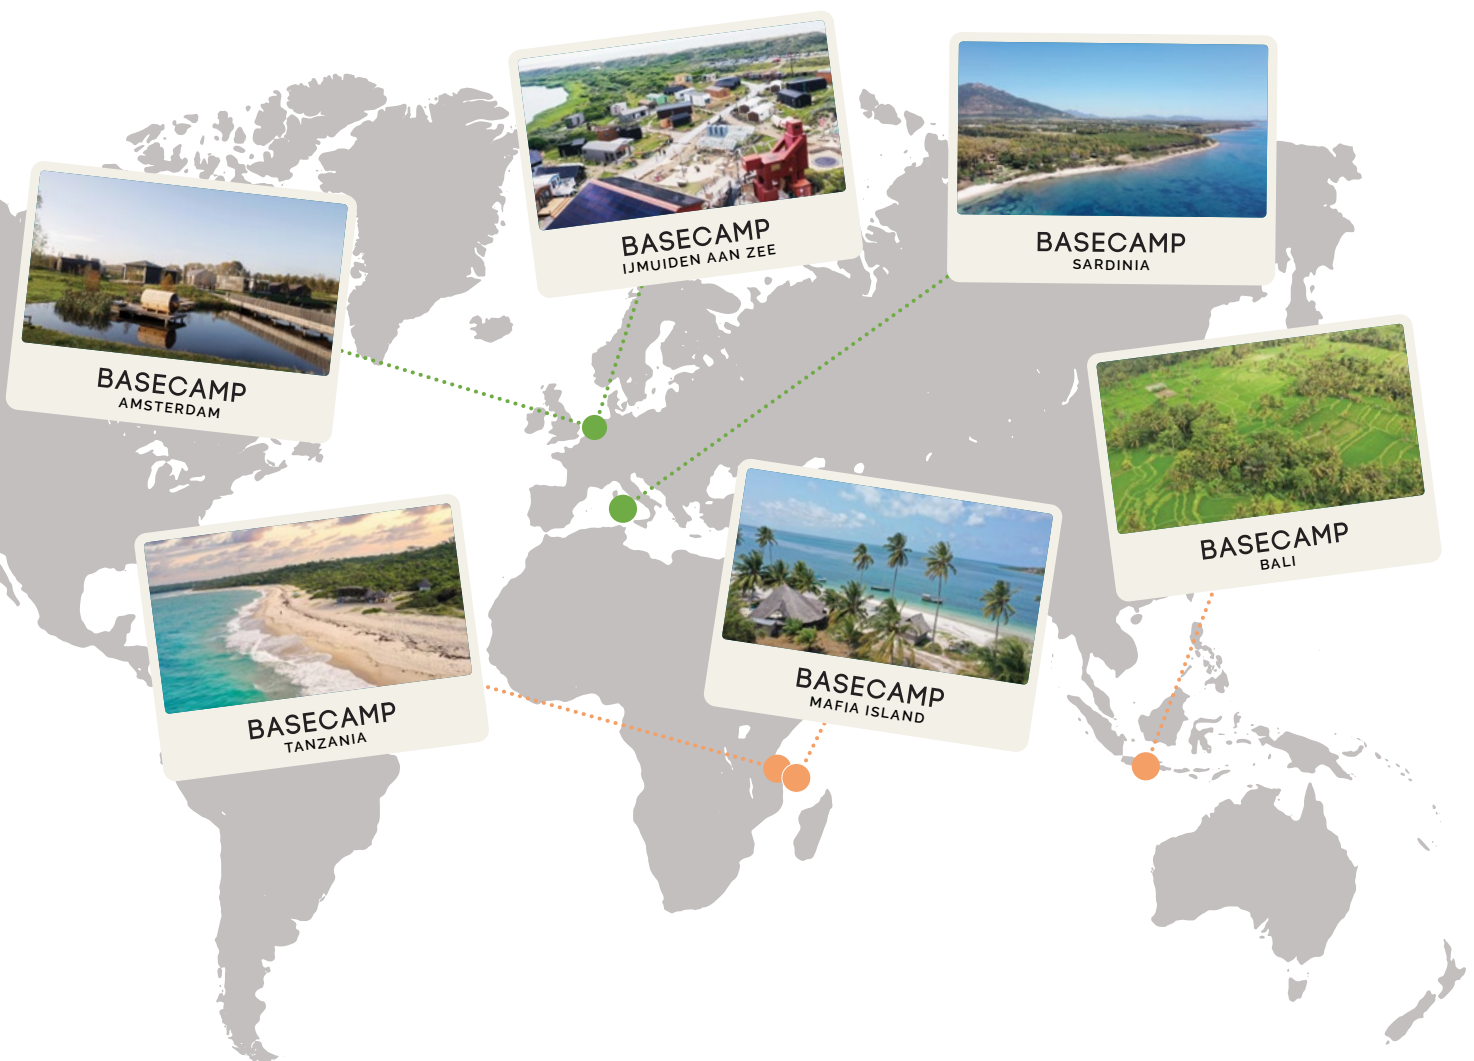 BASECAMP
IJMUIDEN AAN ZEE
BASECAMP
SARDINIA
BASECAMP
AMSTERDAM
BASECAMP
BALI
BASECAMP
MAFIA ISLAND
BASECAMP
TANZANIA